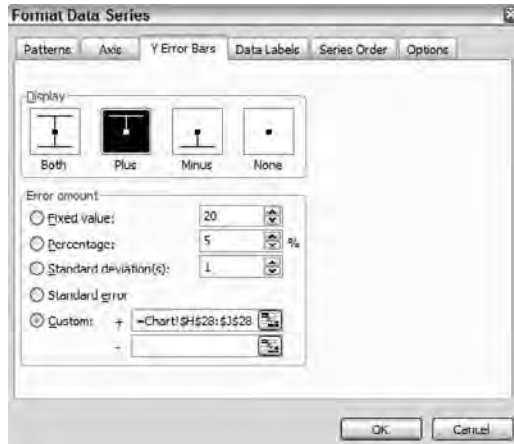 Format Data Series
Patterns Axis Y Error Bars Data Labels Series Order Options
Display
Both Plus Minus None
Error amount
Fixed value: 20
Percentage: 5 %
Standard deviation(s): 1
Standard error
Custom: + =Chart!$H$28:$J$28
-
OK Cancel